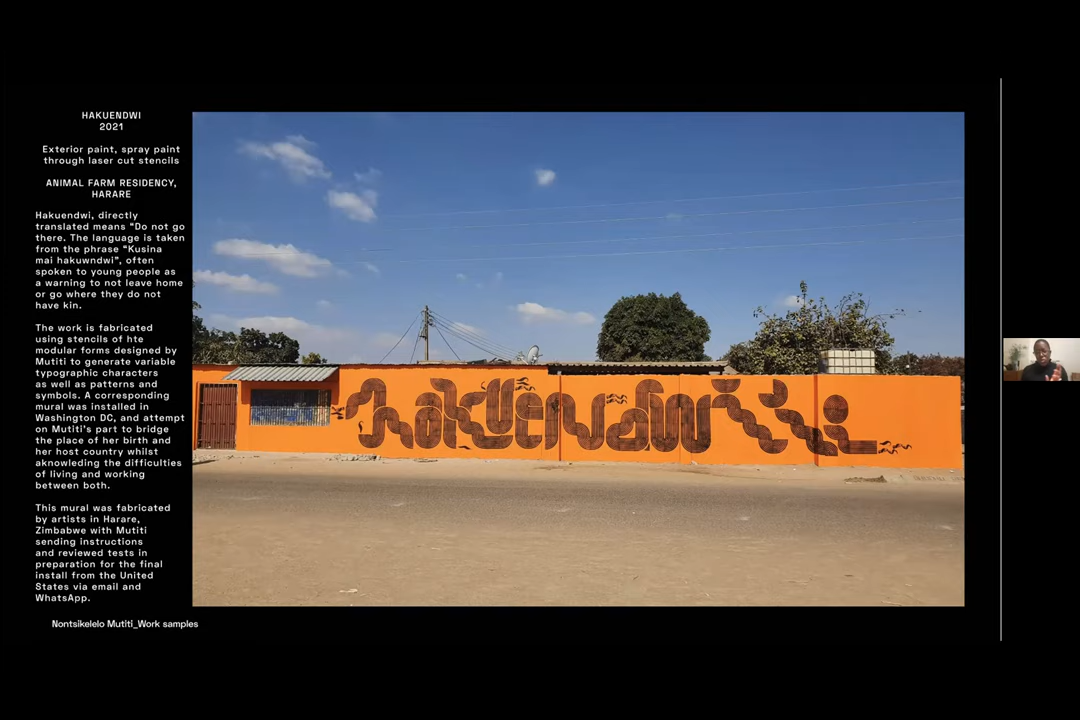 HAKUENDWI
2021
Exterior paint, spray paint
through laser cut stencils
ANIMAL FARM RESIDENCY,
HARARE
Hakuendwi, directly
translated means "Do not go
there. The language is taken
from the phrase "Kusina
mai hakuwndwi", often
spoken to young people as
a warning to not leave home
or go where they do not
have kin.
The work is fabricated
using stencils of hte
modular forms designed by
Mutiti to generate variable
typographic characters
as well as patterns and
symbols. A corresponding
mural was installed in
Washington DC, and attempt
on Mutiti's part to bridge
the place of her birth and
her host country whilst
aknowleding the difficulties
of living and working
between both.
This mural was fabricated
by artists in Harare,
Zimbabwe with Mutiti
sending instructions
and reviewed tests in
preparation for the final
install from the United
States via email and
WhatsApp.
hakuendwi
Nontsikelelo Mutiti_Work samples